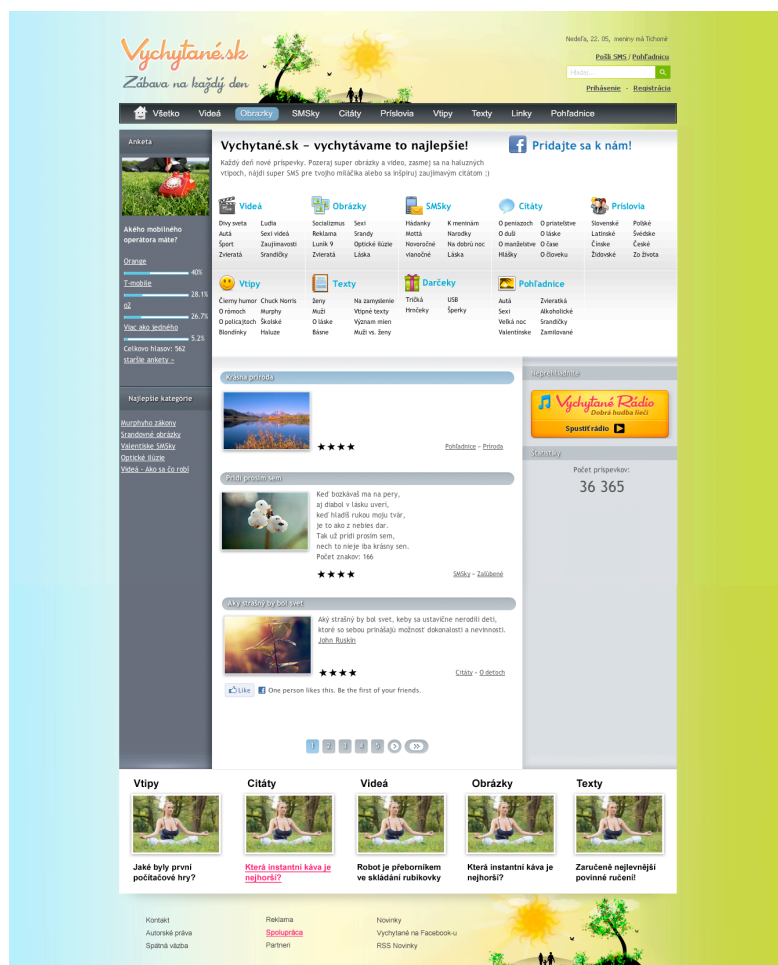 Vychytané.sk
Zábava na každý den
Nedeľa, 22. 05, meniny má Tichomír
Pošli SMS / Pohľadnicu
Hľadaj...
Prihásenie - Registrácia
Všetko Videá Obrazky SMSky Citáty Príslovia Vtipy Texty Linky Pohľadnice
Anketa
Akého mobilného
operátora máte?
Orange
40%
T-mobile
28.1%
o2
26.7%
Viac ako jedného
5.2%
Celkovo hlasov: 562
staršie ankety –
Najlepšie kategórie
Murphyho zákony
Srandovné obrázky
Valentíske SMSky
Optické ilúzie
Videá - Ako sa čo robí
Vychytané.sk – vychytávame to najlepšie!
Pridajte sa k nám!
Každý deň nové príspevky. Pozeraj super obrázky a video, zasmej sa na haluzných
vtipoch, nájdi super SMS pre tvojho miláčika alebo sa inšpiruj zaujímavým citátom ;)
Videá
Divy sveta Ludia
Autá Sexi videá
Šport Zaujímavosti
Zvieratá Srandičky
Obrázky
Socializmus Sexi
Reklama Srandy
Luník 9 Optické ilúzie
Zvieratá Láska
SMSky
Hádanky K meninám
Mottá Narodky
Novoročné Na dobrú noc
vianočné Láska
Citáty
O peniazoch O priatelstve
O duši O láske
O manželstve O čase
Hlášky O človeku
Príslovia
Slovenské Polské
Latinské Švédske
Čínske České
Židovské Zo života
Vtipy
Čierny humor Chuck Norris
O rómoch Murphy
O policajtoch Školské
Blondínky Haluze
Texty
ženy Na zamyslenie
Muži Vtipné texty
O láske Význam mien
Básne Muži vs. ženy
Darčeky
Tričká USB
Hrnčeky Šperky
Pohľadnice
Autá Zvieratká
Sexi Alkoholické
Veľká noc Srandičky
Valentínske Zamilované
Krásna príroda
Pohľadnice – Príroda
Prídi prosím sem
Keď bozkávaš ma na pery,
aj diabol v lásku uverí,
keď hladíš rukou moju tvár,
je to ako z nebies dar.
Tak už prídi prosím sem,
nech to nieje iba krásny sen.
Počet znakov: 166
SMSky – Zaľúbené
Aký strašný by bol svet
Aký strašný by bol svet, keby sa ustavične nerodili deti,
ktoré so sebou prinášajú možnosť dokonalosti a nevinnosti.
John Ruskin
Citáty – O deťoch
Like One person likes this. Be the first of your friends.
1 2 3 4 5
Neprehliadnite
Vychytané Rádio
Dobrá hudba lieči
Spustiť rádio
Štatistiky
Počet príspevkov:
36 365
Vtipy
Jaké byly první
počítačové hry?
Citáty
Která instantní káva je
nejhorší?
Videá
Robot je přeborníkem
ve skládání rubikovky
Obrázky
Která instantní káva je
nejhorší?
Texty
Zaručeně nejlevnější
povinné ručení!
Kontakt
Autorské práva
Spätná väzba
Reklama
Spolupráca
Partneri
Novinky
Vychytané na Facebook-u
RSS Novinky